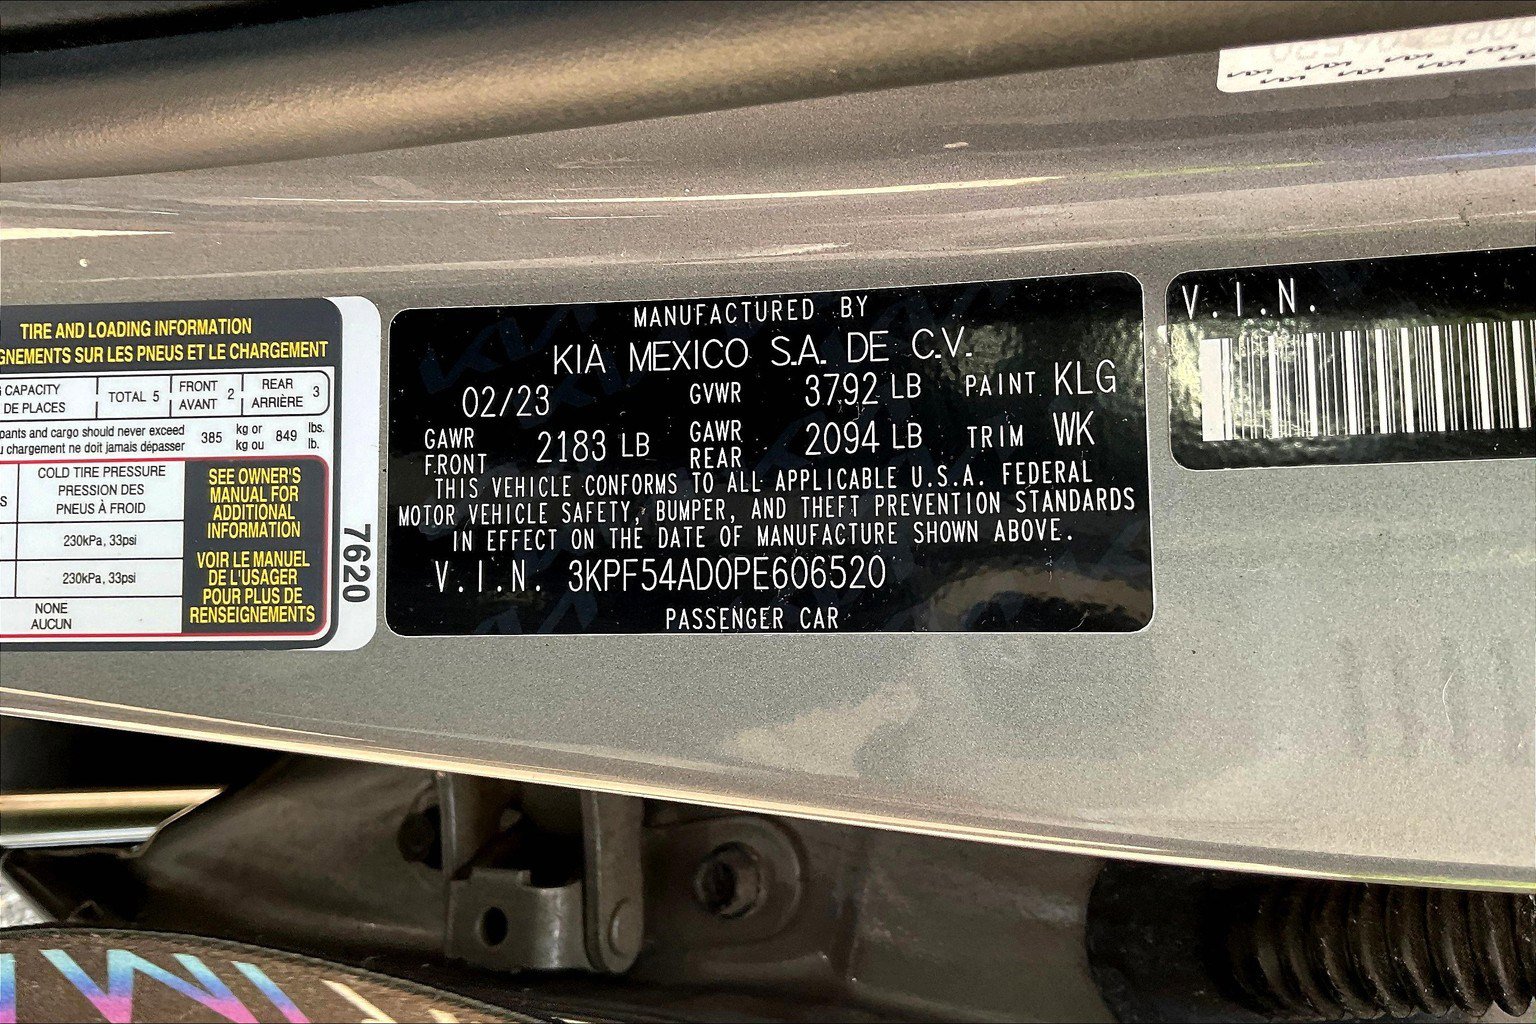 TIRE AND LOADING INFORMATION
GNEMENTS SUR LES PNEUS ET LE CHARGEMENT
CAPACITY
DE PLACES
TOTAL 5
FRONT
AVANT 2
REAR
ARRIÈRE 3
pants and cargo should never exceed
chargement ne doit jamais dépasser
385 kg or
kg ou
849 lbs.
lb.
COLD TIRE PRESSURE
PRESSION DES
PNEUS À FROID
230kPa, 33psi
230kPa, 33psi
NONE
AUCUN
SEE OWNER'S
MANUAL FOR
ADDITIONAL
INFORMATION
VOIR LE MANUEL
DE L'USAGER
POUR PLUS DE
RENSEIGNEMENTS
7620
MANUFACTURED BY
KIA MEXICO S.A. DE C.V.
02/23 GVWR 3792 LB PAINT KLG
GAWR
FRONT 2183 LB GAWR
REAR 2094 LB TRIM WK
THIS VEHICLE CONFORMS TO ALL APPLICABLE U.S.A. FEDERAL
MOTOR VEHICLE SAFETY, BUMPER, AND THEFT PREVENTION STANDARDS
IN EFFECT ON THE DATE OF MANUFACTURE SHOWN ABOVE.
V.I.N. 3KPF54AD0PE606520
PASSENGER CAR
V.I.N.